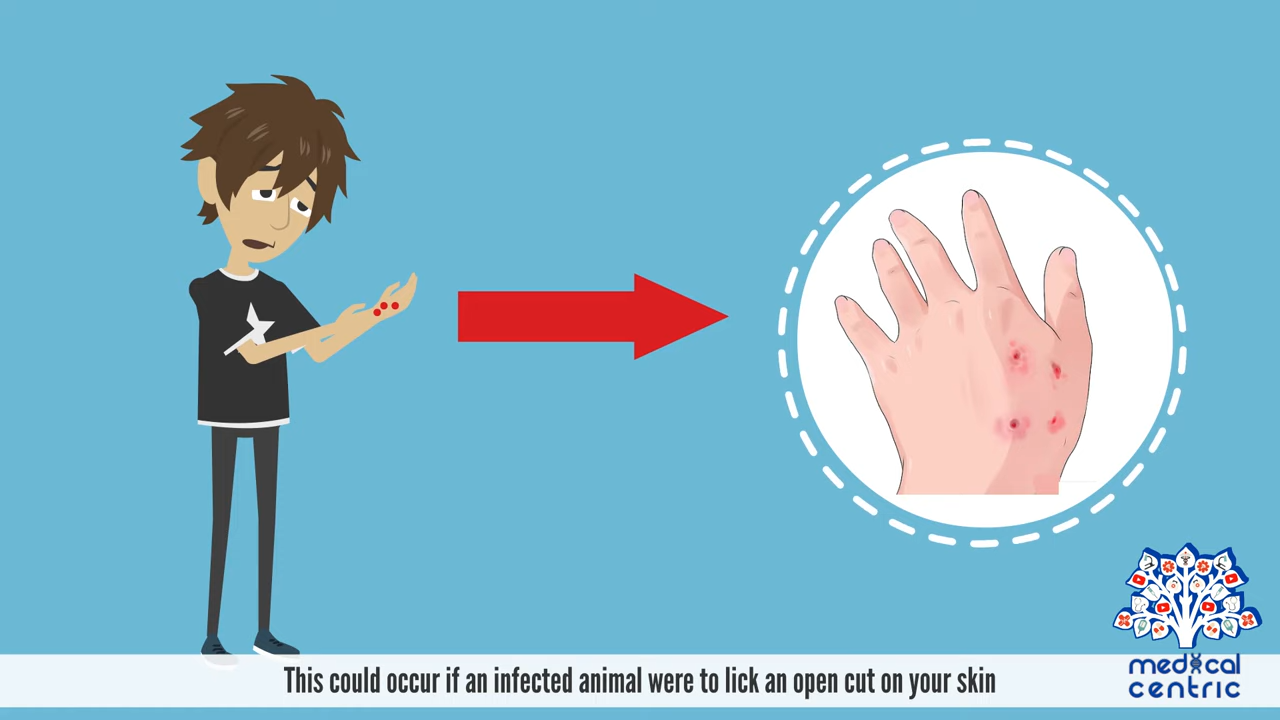 This could occur if an infected animal were to lick an open cut on your skin
medical
centric